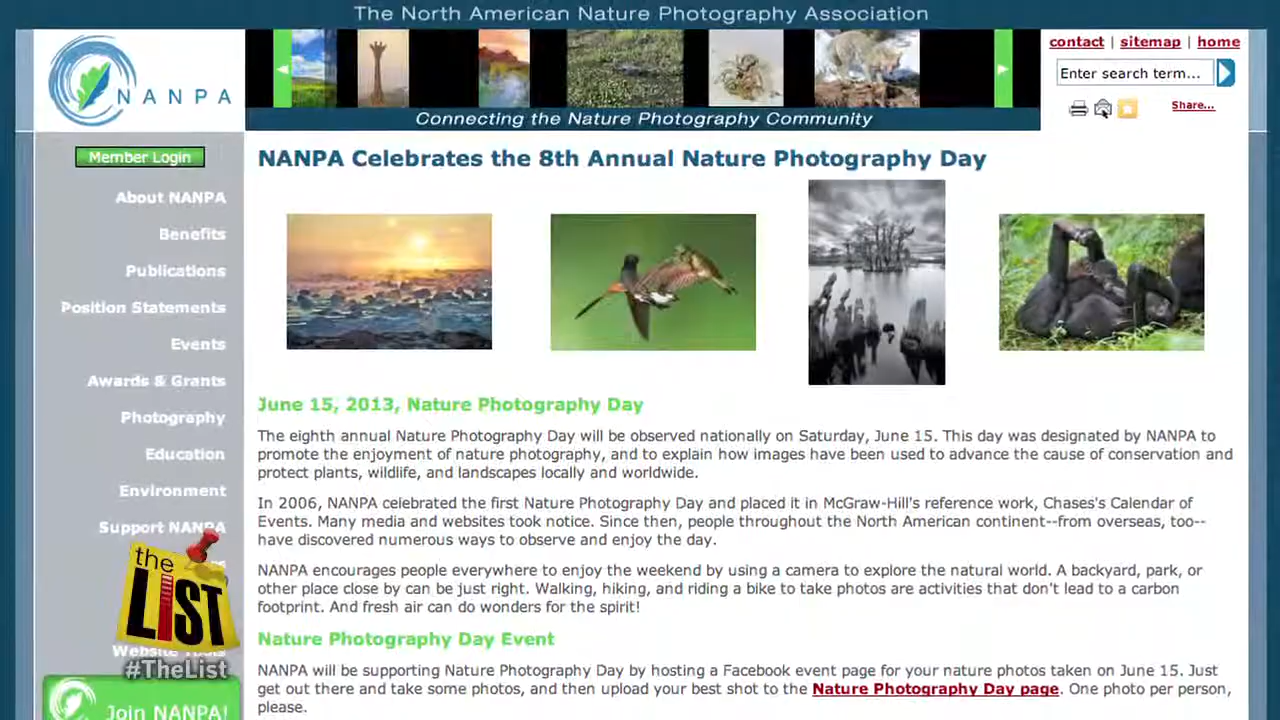 The North American Nature Photography Association
contact | sitemap | home
NANPA
Enter search term...
Share...
Connecting the Nature Photography Community
Member Login
About NANPA
Benefits
Publications
Position Statements
Events
Awards & Grants
Photography
Education
Environment
Support NANPA
Website Tools
Join NANPA!
the
LIST
#TheList
NANPA Celebrates the 8th Annual Nature Photography Day
June 15, 2013, Nature Photography Day
The eighth annual Nature Photography Day will be observed nationally on Saturday, June 15. This day was designated by NANPA to
promote the enjoyment of nature photography, and to explain how images have been used to advance the cause of conservation and
protect plants, wildlife, and landscapes locally and worldwide.
In 2006, NANPA celebrated the first Nature Photography Day and placed it in McGraw-Hill's reference work, Chases's Calendar of
Events. Many media and websites took notice. Since then, people throughout the North American continent--from overseas, too--
have discovered numerous ways to observe and enjoy the day.
NANPA encourages people everywhere to enjoy the weekend by using a camera to explore the natural world. A backyard, park, or
other place close by can be just right. Walking, hiking, and riding a bike to take photos are activities that don't lead to a carbon
footprint. And fresh air can do wonders for the spirit!
Nature Photography Day Event
NANPA will be supporting Nature Photography Day by hosting a Facebook event page for your nature photos taken on June 15. Just
get out there and take some photos, and then upload your best shot to the Nature Photography Day page. One photo per person,
please.